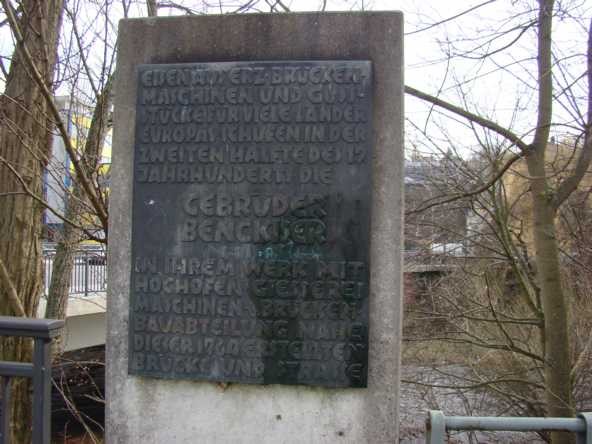 EISEN AUS ERZ·BRÜCKEN-
MASCHINEN UND GUSS-
STÜCKE FÜR VIELE LÄNDER
EUROPAS SCHUFEN IN DER
ZWEITEN HÄLFTE DES 19.
JAHRHUNDERTS DIE
GEBRÜDER
BENCKISER
IN IHREM WERK MIT
HOCHOFEN GIESSEREI
MASCHINEN- BRÜCKEN-
BAUABTEILUNG NAHE
DIESER 1964 ERSTELLTEN
BRÜCKE UND